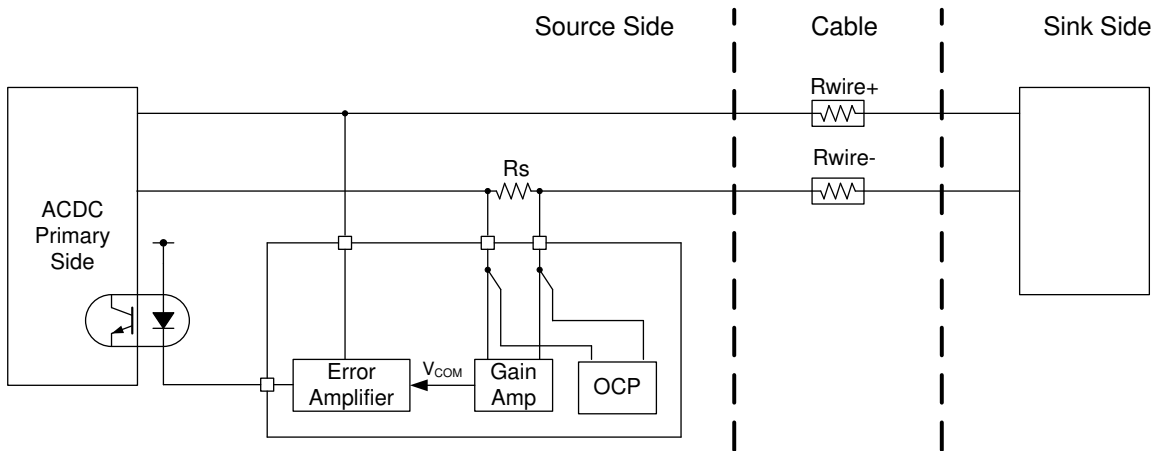 Source Side
Cable
Sink Side
Rwire+
Rwire-
Rs
ACDC
Primary
Side
Error
Amplifier
VCOM
Gain
Amp
OCP